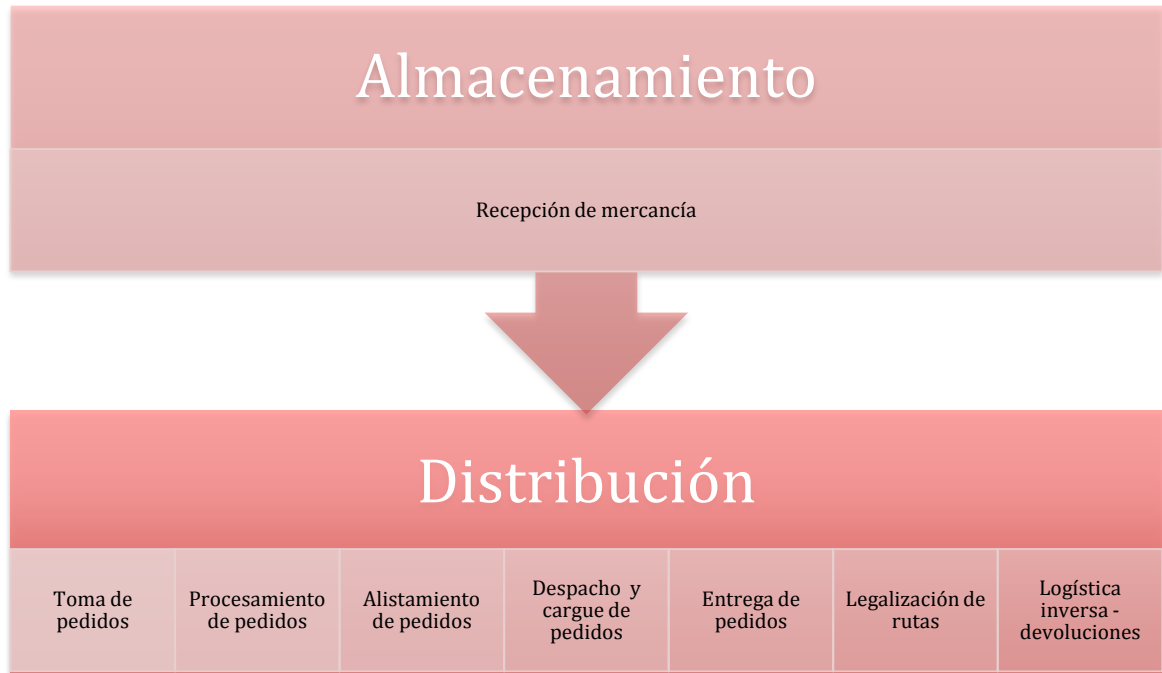 Almacenamiento
Recepción de mercancía
Distribución
Toma de
pedidos
Procesamiento
de pedidos
Alistamiento
de pedidos
Despacho y
cargue de
pedidos
Entrega de
pedidos
Legalización de
rutas
Logística
inversa -
devoluciones